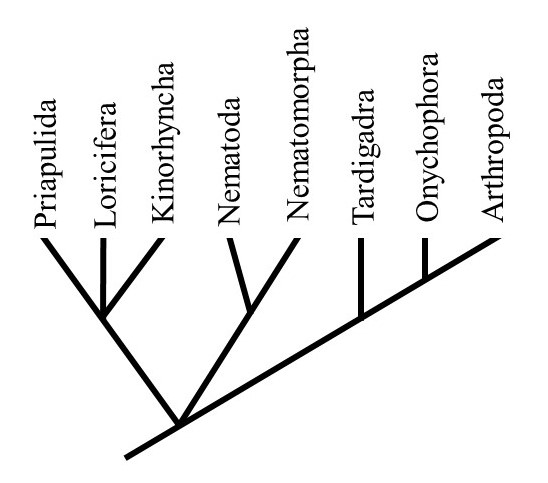 Priapulida
Loricifera
Kinorhyncha
Nematoda
Nematomorpha
Tardigadra
Onychophora
Arthropoda